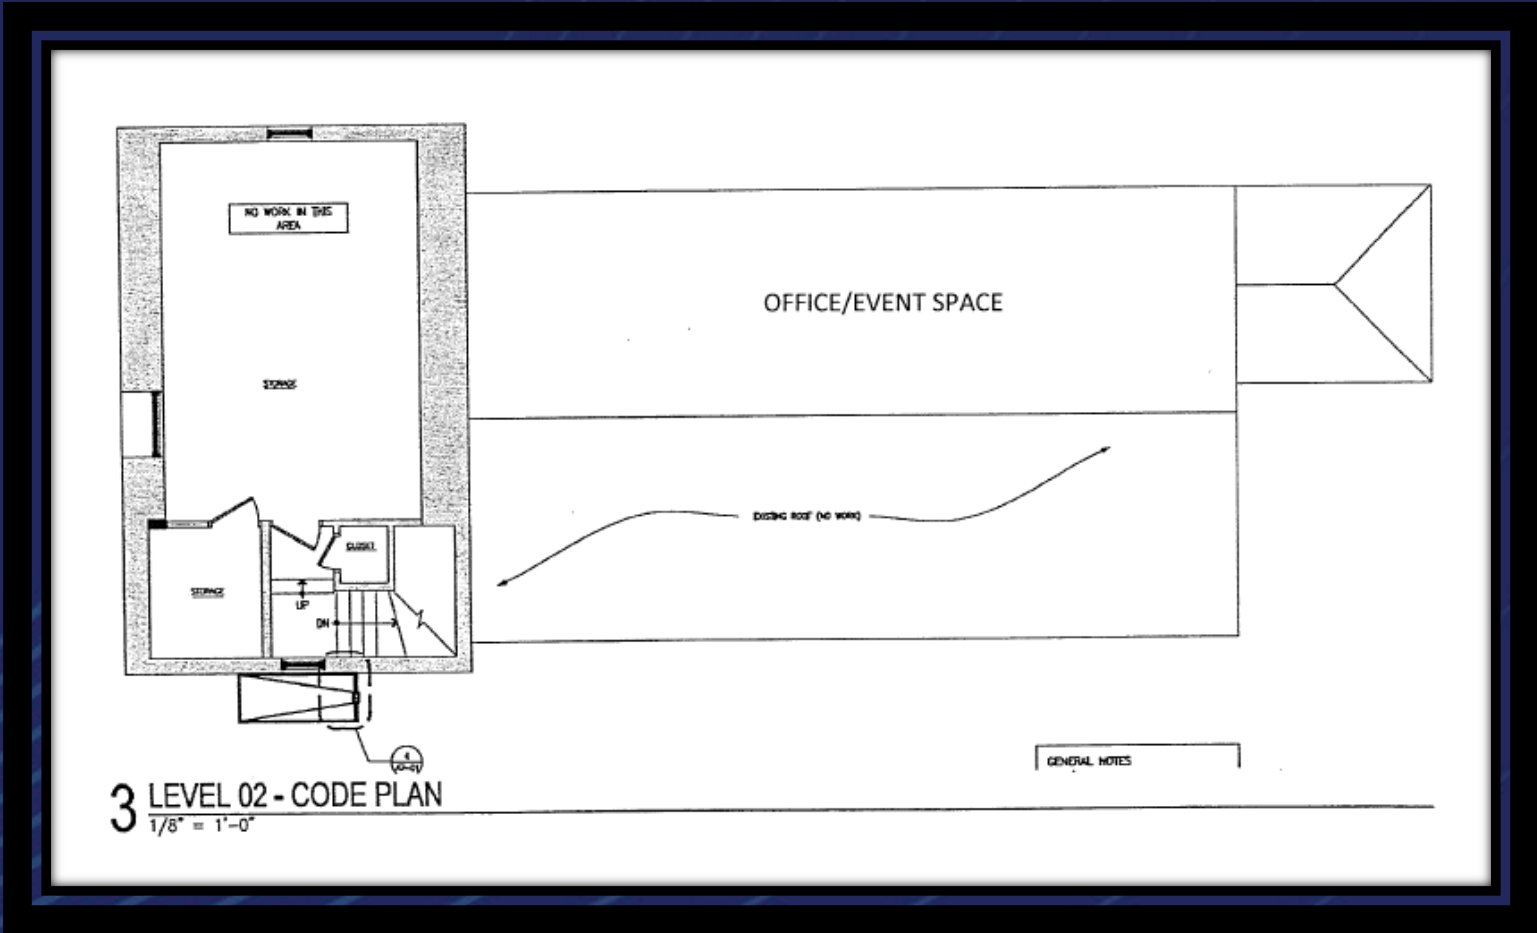 NO WORK IN THIS
AREA
OFFICE/EVENT SPACE
STORAGE
EXISTING ROOF (NO WORK)
CLOSET
STORAGE
UP
DN
4
GENERAL NOTES
3 LEVEL 02 - CODE PLAN
1/8" = 1'-0"